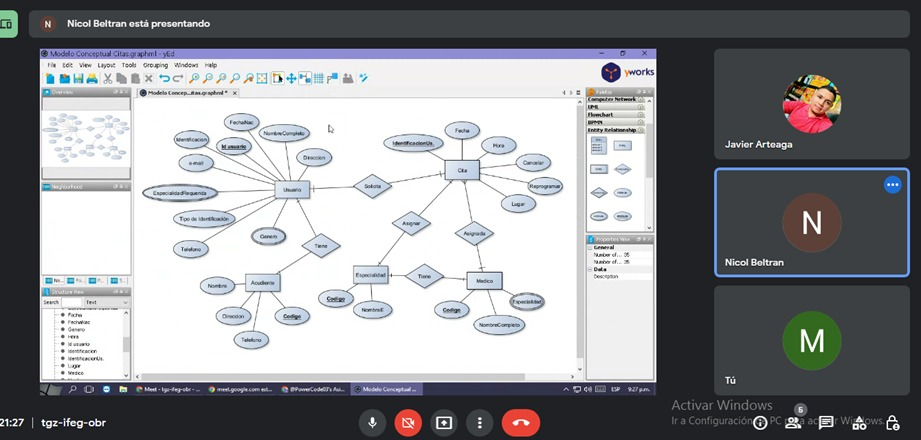 N Nicol Beltran está presentando
Modelo Conceptual Citas.graphml - yEd
File Edit View Layout Tools Grouping Windows Help
yworks
Overview
Modelo Concep...itas.graphml *
Palette
Computer Network
UML
Flowchart
BPMN
Entity Relationship
Neighborhood
FechaNac
NombreCompleto
Identificacion
Id usuario
Direccion
e-mail
EspecialidadRequerida
Usuario
Tipo de Identificación
Genero
Telefono
Tiene
Solicita
Fecha
IdentificacionUs.
Hora
Cita
Cancelar
Reprogramar
Lugar
Asignar
Asignada
Nombre
Acudiente
Direccion
Codigo
Telefono
Especialidad
Tiene
Medico
Codigo
NombreE
Codigo
Especialidad
NombreCompleto
Properties View
General
Number of ... 35
Number of ... 35
Data
Description
Structure View
Search Text
Fecha
FechaNac
Genero
Hora
Id usuario
Identificacion
IdentificacionUs.
Lugar
Medico
Meet - tgz-ifeg-ob...
meet.google.com est...
@PowerCode03's Asi...
Modelo Conceptual ...
ESP 9:27 p.m.
Javier Arteaga
N
Nicol Beltran
M
Tú
Activar Windows
Ir a Configuración de PC para activar Windows.
21:27 | tgz-ifeg-obr
6